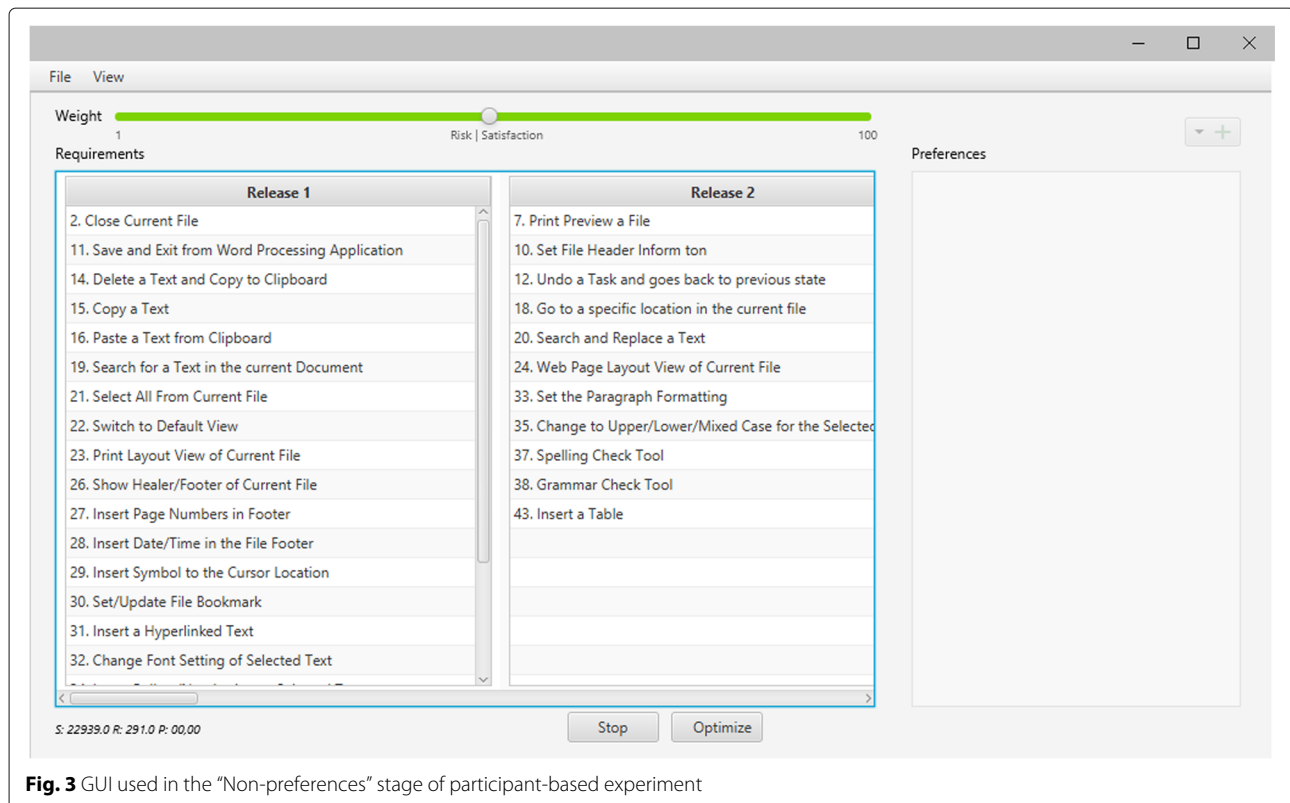 File View
Weight
1 Risk | Satisfaction 100
Requirements
Preferences
Release 1
Release 2
2. Close Current File
11. Save and Exit from Word Processing Application
14. Delete a Text and Copy to Clipboard
15. Copy a Text
16. Paste a Text from Clipboard
19. Search for a Text in the current Document
21. Select All From Current File
22. Switch to Default View
23. Print Layout View of Current File
26. Show Healer/Footer of Current File
27. Insert Page Numbers in Footer
28. Insert Date/Time in the File Footer
29. Insert Symbol to the Cursor Location
30. Set/Update File Bookmark
31. Insert a Hyperlinked Text
32. Change Font Setting of Selected Text
7. Print Preview a File
10. Set File Header Inform ton
12. Undo a Task and goes back to previous state
18. Go to a specific location in the current file
20. Search and Replace a Text
24. Web Page Layout View of Current File
33. Set the Paragraph Formatting
35. Change to Upper/Lower/Mixed Case for the Selected
37. Spelling Check Tool
38. Grammar Check Tool
43. Insert a Table
S: 22939.0 R: 291.0 P: 00,00
Stop
Optimize
Fig. 3 GUI used in the “Non-preferences” stage of participant-based experiment